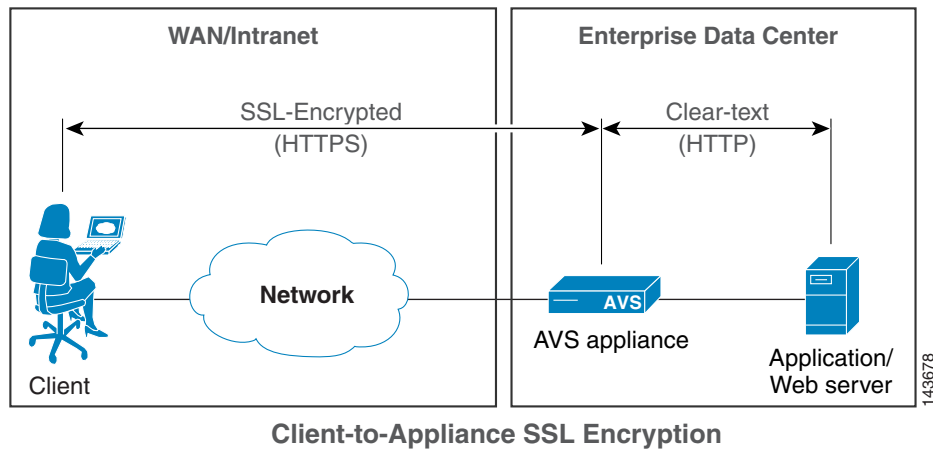 WAN/Intranet
Enterprise Data Center
SSL-Encrypted
(HTTPS)
Clear-text
(HTTP)
Network
AVS
AVS appliance
Client
Application/
Web server
143678
Client-to-Appliance SSL Encryption